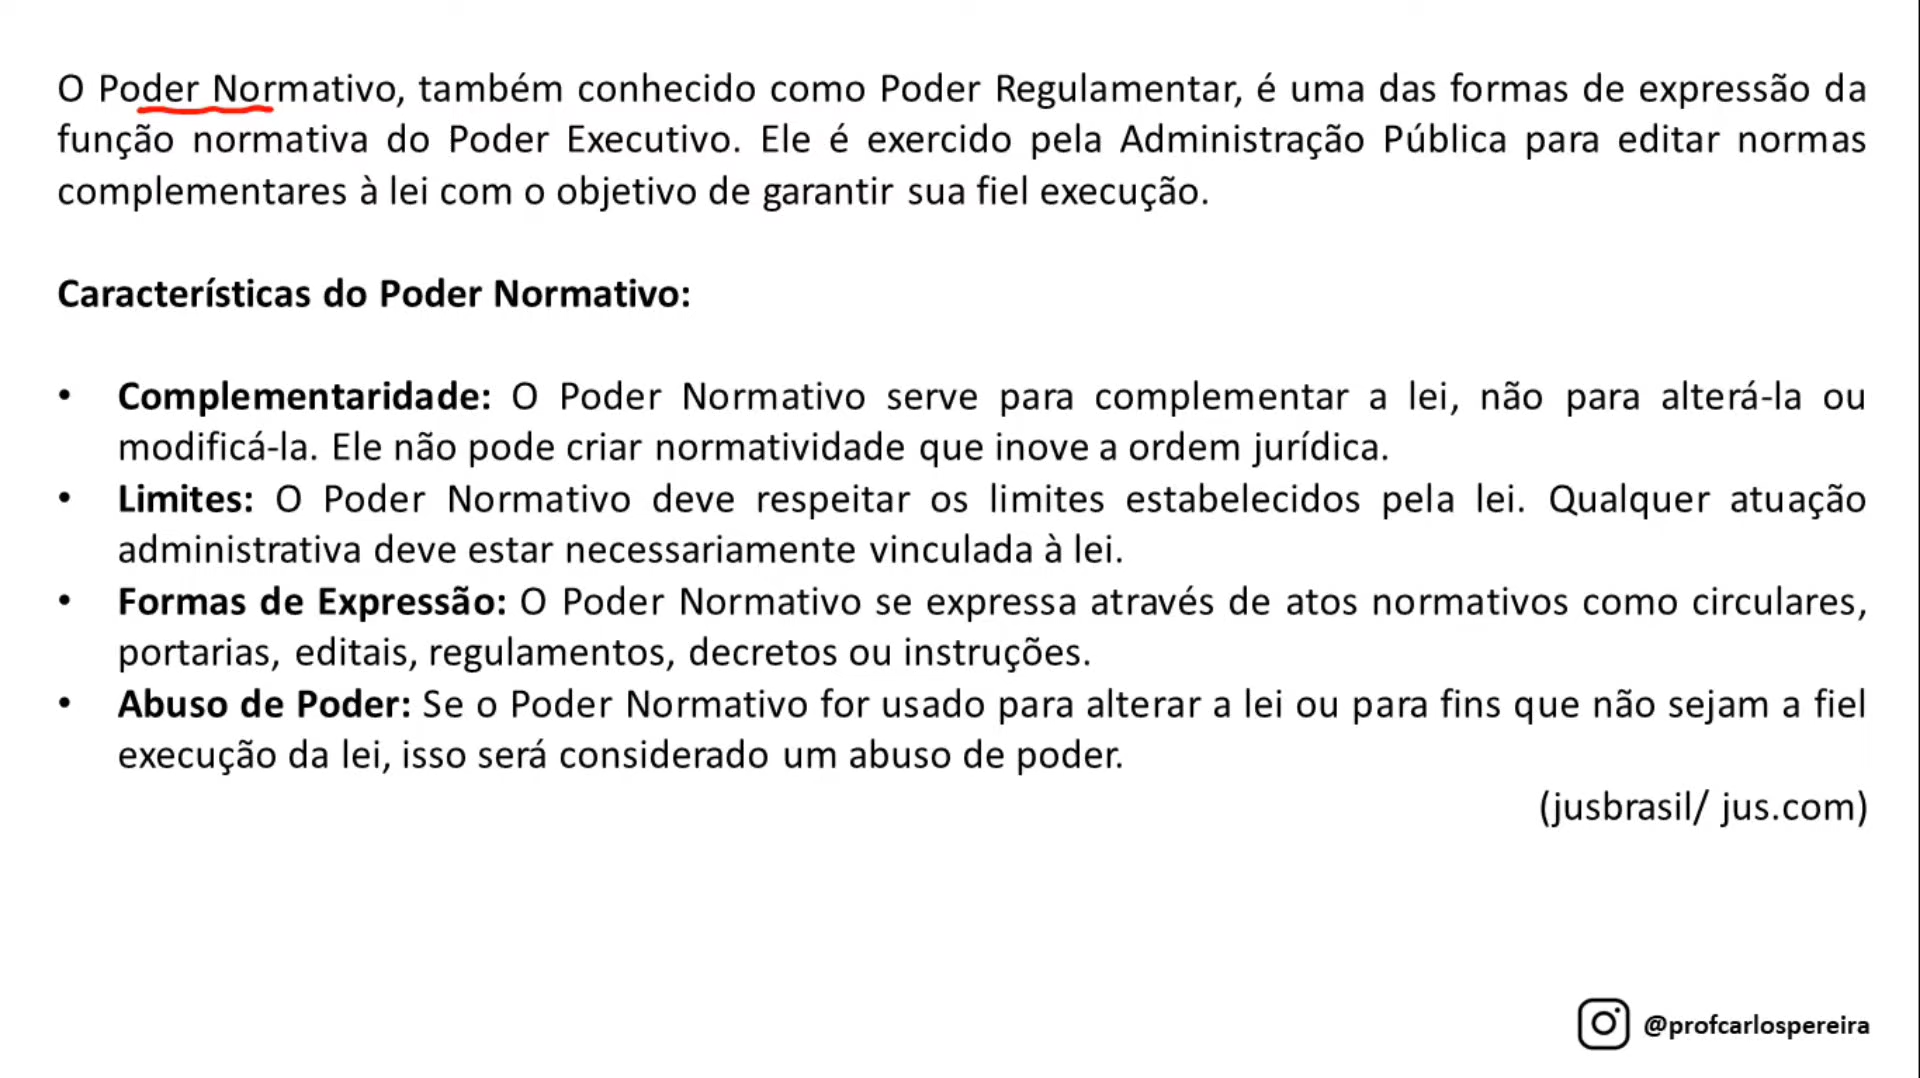 O Poder Normativo, também conhecido como Poder Regulamentar, é uma das formas de expressão da
função normativa do Poder Executivo. Ele é exercido pela Administração Pública para editar normas
complementares à lei com o objetivo de garantir sua fiel execução.
Características do Poder Normativo:
• Complementaridade: O Poder Normativo serve para complementar a lei, não para alterá-la ou
modificá-la. Ele não pode criar normatividade que inove a ordem jurídica.
• Limites: O Poder Normativo deve respeitar os limites estabelecidos pela lei. Qualquer atuação
administrativa deve estar necessariamente vinculada à lei.
• Formas de Expressão: O Poder Normativo se expressa através de atos normativos como circulares,
portarias, editais, regulamentos, decretos ou instruções.
• Abuso de Poder: Se o Poder Normativo for usado para alterar a lei ou para fins que não sejam a fiel
execução da lei, isso será considerado um abuso de poder.
(jusbrasil/ jus.com)
@profcarlospereira